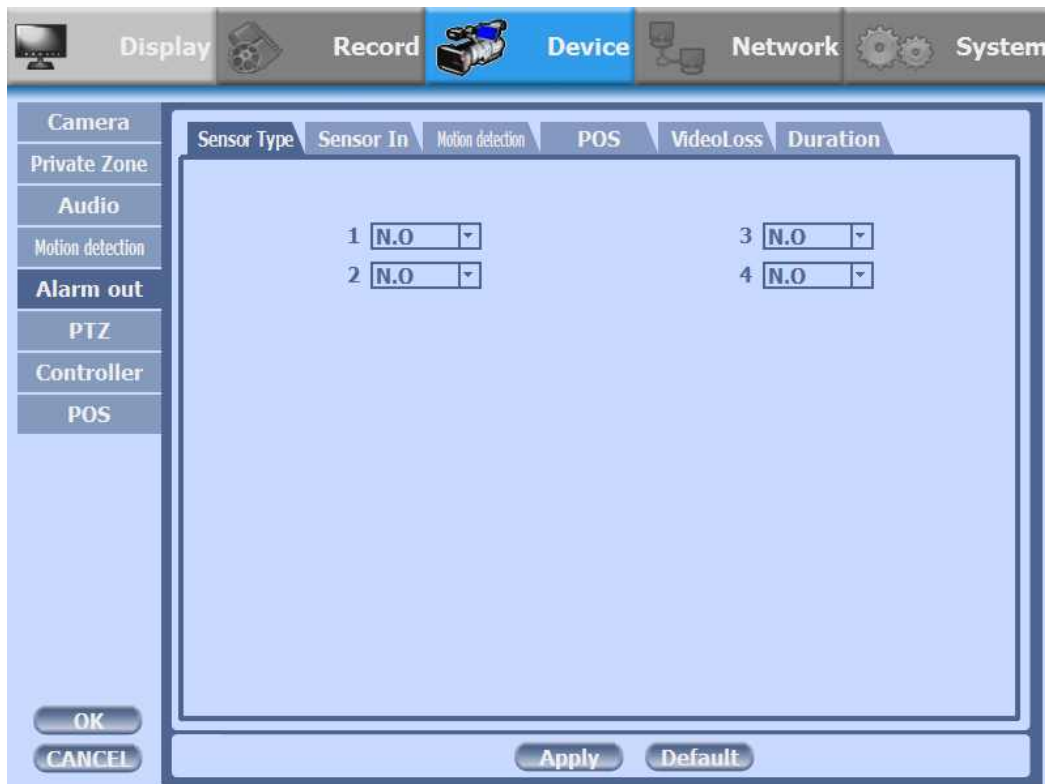 Display Record Device Network System
Camera
Private Zone
Audio
Motion detection
Alarm out
PTZ
Controller
POS
Sensor Type Sensor In Motion detection POS VideoLoss Duration
1 N.O 3 N.O
2 N.O 4 N.O
OK
CANCEL
Apply Default